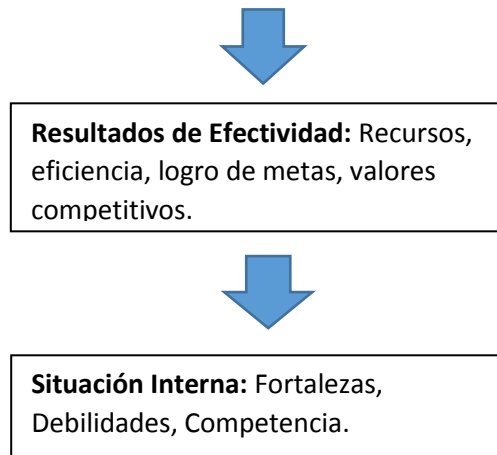 Resultados de Efectividad: Recursos,
eficiencia, logro de metas, valores
competitivos.
Situación Interna: Fortalezas,
Debilidades, Competencia.